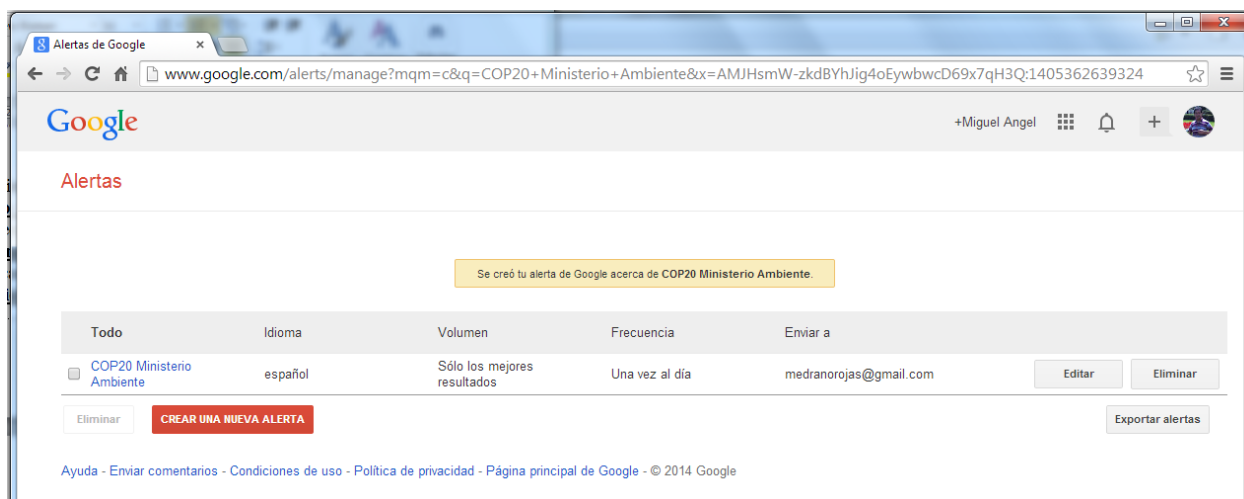 Alertas de Google
www.google.com/alerts/manage?mqm=c&q=COP20+Ministerio+Ambiente&x=AMJHsmW-zkdBYhJig4oEywbwcD69x7qH3Q:1405362639324
Google
+Miguel Angel
Alertas
Se creó tu alerta de Google acerca de COP20 Ministerio Ambiente.
Todo Idioma Volumen Frecuencia Enviar a
COP20 Ministerio Ambiente español Sólo los mejores resultados Una vez al día medranorojas@gmail.com Editar Eliminar
Eliminar CREAR UNA NUEVA ALERTA Exportar alertas
Ayuda - Enviar comentarios - Condiciones de uso - Política de privacidad - Página principal de Google - © 2014 Google